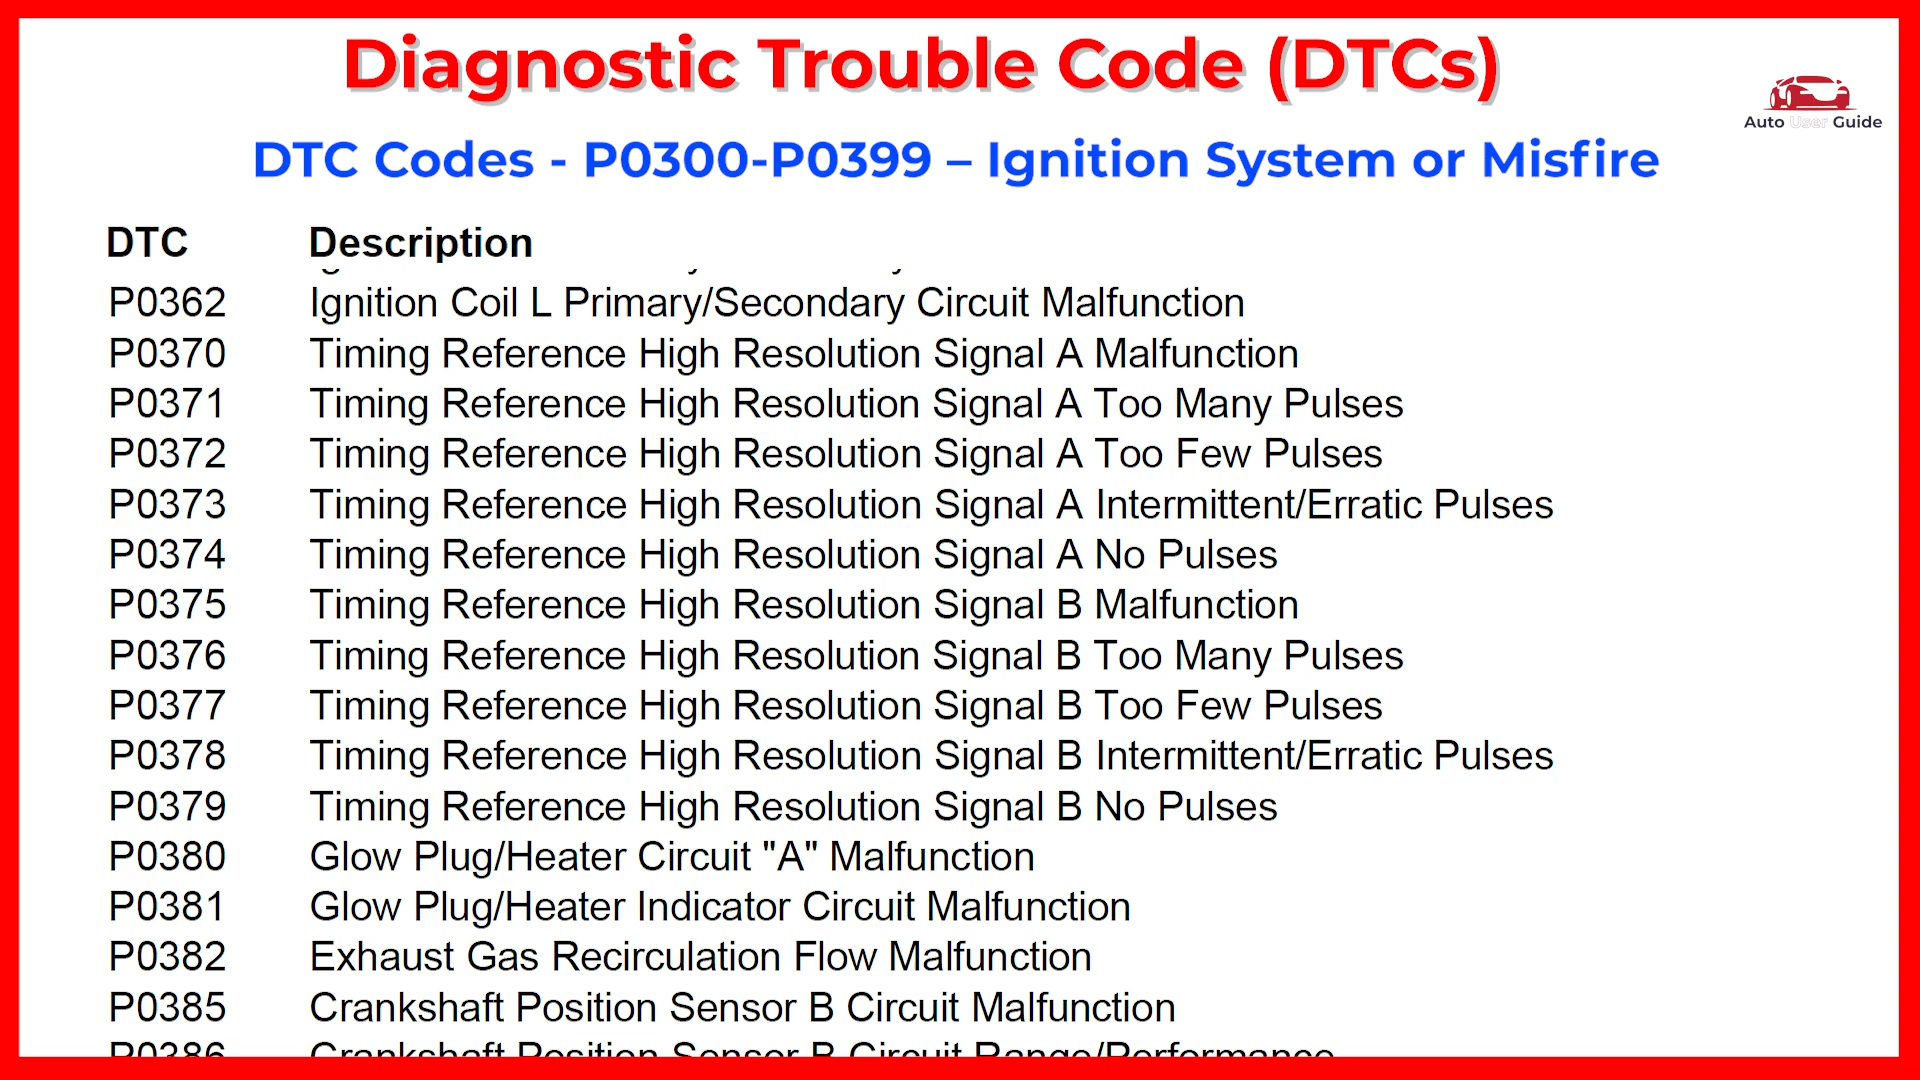 Diagnostic Trouble Code (DTCs)
Auto User Guide
DTC Codes - P0300-P0399 – Ignition System or Misfire
DTC Description
P0362 Ignition Coil L Primary/Secondary Circuit Malfunction
P0370 Timing Reference High Resolution Signal A Malfunction
P0371 Timing Reference High Resolution Signal A Too Many Pulses
P0372 Timing Reference High Resolution Signal A Too Few Pulses
P0373 Timing Reference High Resolution Signal A Intermittent/Erratic Pulses
P0374 Timing Reference High Resolution Signal A No Pulses
P0375 Timing Reference High Resolution Signal B Malfunction
P0376 Timing Reference High Resolution Signal B Too Many Pulses
P0377 Timing Reference High Resolution Signal B Too Few Pulses
P0378 Timing Reference High Resolution Signal B Intermittent/Erratic Pulses
P0379 Timing Reference High Resolution Signal B No Pulses
P0380 Glow Plug/Heater Circuit "A" Malfunction
P0381 Glow Plug/Heater Indicator Circuit Malfunction
P0382 Exhaust Gas Recirculation Flow Malfunction
P0385 Crankshaft Position Sensor B Circuit Malfunction
P0386 Crankshaft Position Sensor B Circuit Range/Performance